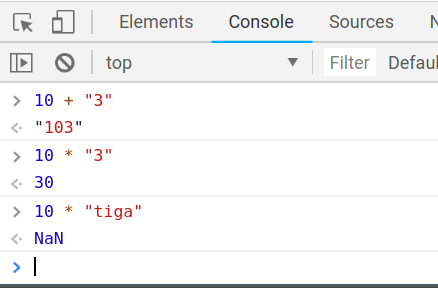 Elements Console Sources N
top Filter Defaul
> 10 + "3"
<· "103"
> 10 * "3"
<· 30
> 10 * "tiga"
<· NaN
>